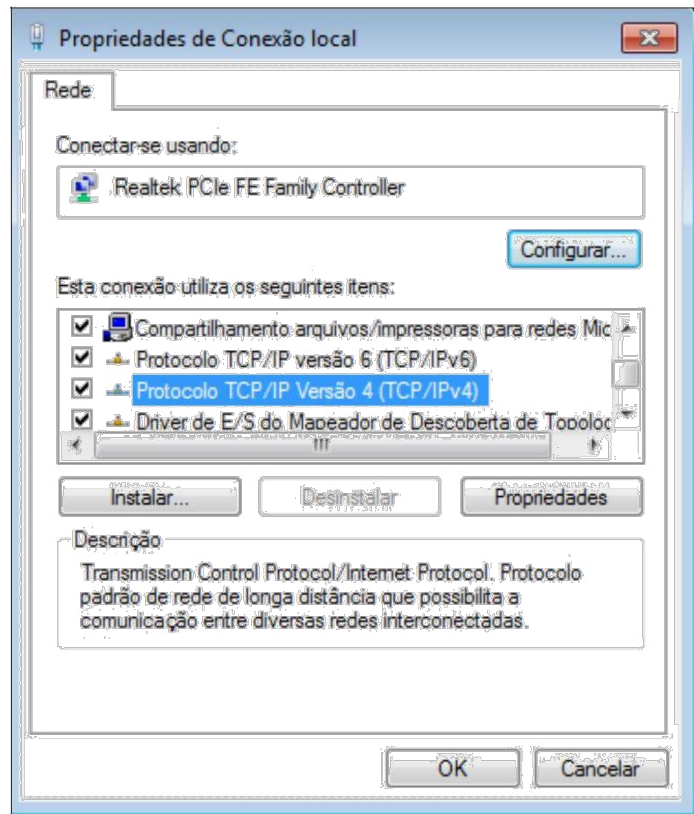 Propriedades de Conexão local
Rede
Conectar-se usando:
Realtek PCIe FE Family Controller
Configurar...
Esta conexão utiliza os seguintes itens:
Compartilhamento arquivos/impressoras para redes Mic
Protocolo TCP/IP versão 6 (TCP/IPv6)
Protocolo TCP/IP Versão 4 (TCP/IPv4)
Driver de E/S do Mapeador de Descoberta de Topoloc
Instalar... Desinstalar Propriedades
Descrição
Transmission Control Protocol/Internet Protocol. Protocolo
padrão de rede de longa distância que possibilita a
comunicação entre diversas redes interconectadas.
OK Cancelar